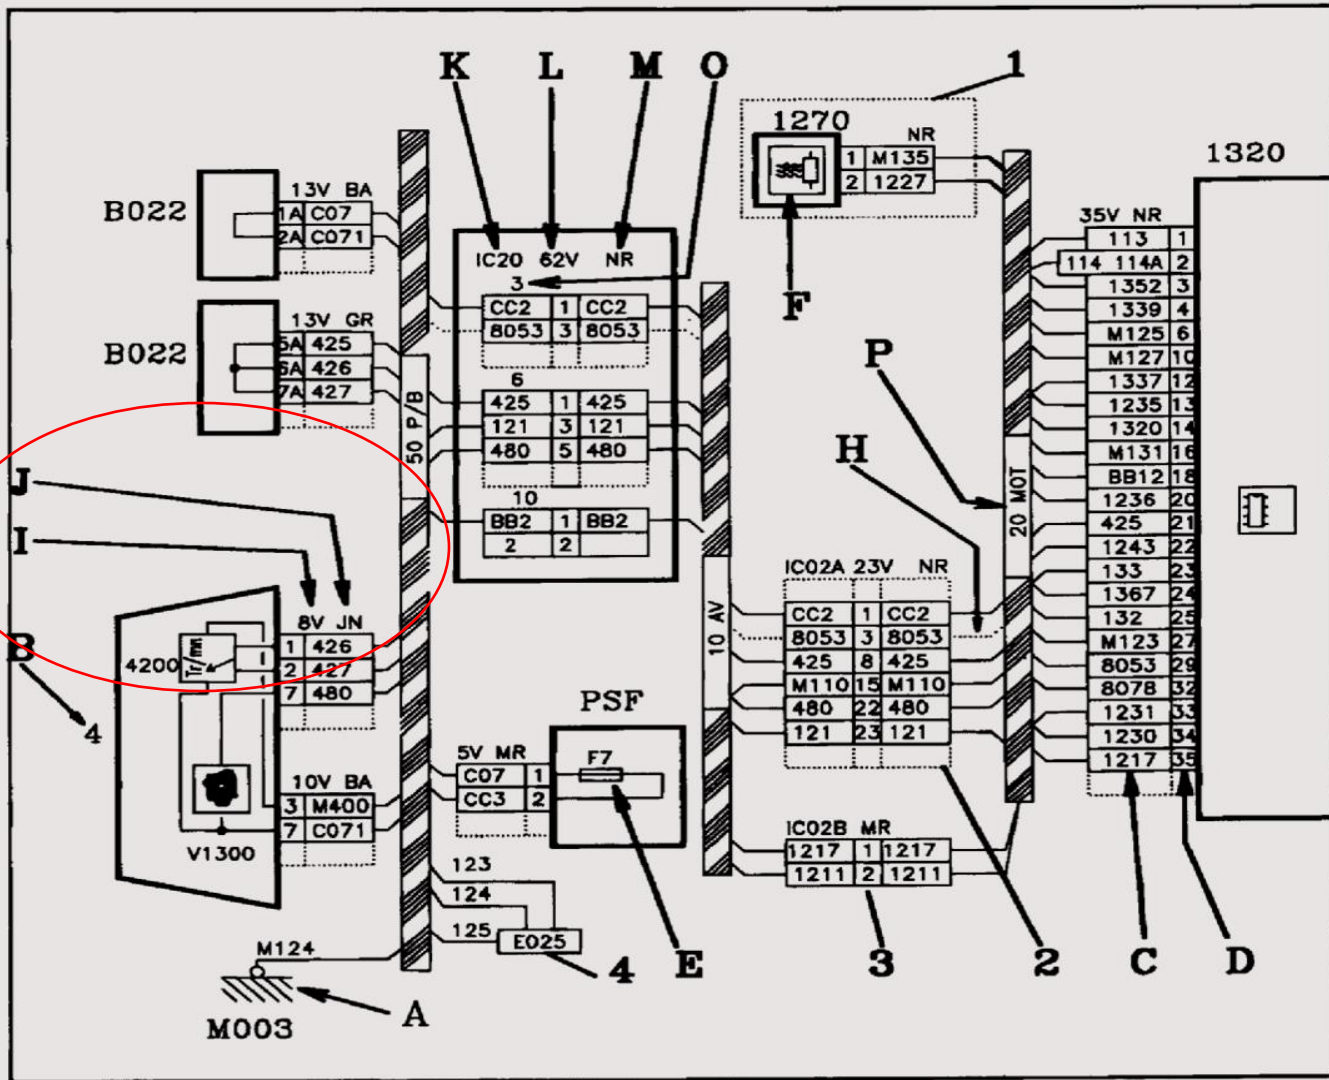 K L M O 1
1270
NR
1 M135
2 1227
1320
B022
13V BA
1A C07
2A C071
35V NR
113 1
114 114A 2
1352 3
1339 4
M125 6
M127 10
1337 12
1235 13
1320 14
M131 16
BB12 18
1236 20
425 21
1243 22
133 23
1367 24
132 25
M123 27
8053 29
8078 32
1231 33
1230 34
1217 35
IC20 62V NR
3
CC2 1 CC2
8053 3 8053
6
425 1 425
121 3 121
480 5 480
10
BB2 1 BB2
2 2
F
B022
13V GR
5A 425
6A 426
7A 427
50 P/B
P
H
20 MOT
J
I
8V JN
4200
Tr/mn
1 426
2 427
7 480
B
4
10V BA
3 M400
7 C071
V1300
10 AV
IC02A 23V NR
CC2 1 CC2
8053 3 8053
425 8 425
M110 15 M110
480 22 480
121 23 121
PSF
5V MR
C07 1
CC3 2
F7
IC02B MR
1217 1 1217
1211 2 1211
123
124
125
E025
4 E 3 2 C D
M124
A
M003